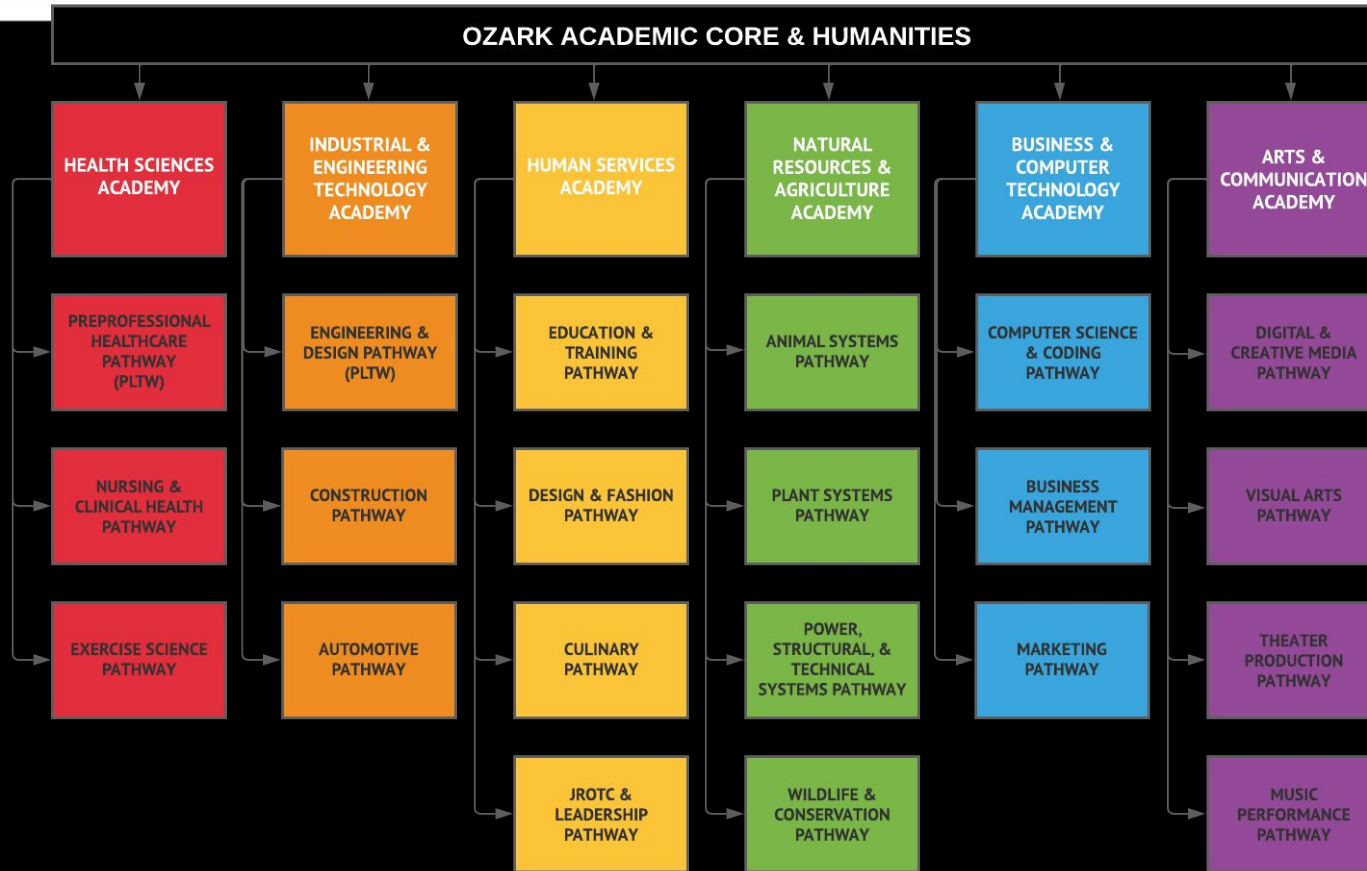 OZARK ACADEMIC CORE & HUMANITIES
HEALTH SCIENCES
ACADEMY
PREPROFESSIONAL
HEALTHCARE
PATHWAY
(PLTW)
NURSING &
CLINICAL HEALTH
PATHWAY
EXERCISE SCIENCE
PATHWAY
INDUSTRIAL &
ENGINEERING
TECHNOLOGY
ACADEMY
ENGINEERING &
DESIGN PATHWAY
(PLTW)
CONSTRUCTION
PATHWAY
AUTOMOTIVE
PATHWAY
HUMAN SERVICES
ACADEMY
EDUCATION &
TRAINING
PATHWAY
DESIGN & FASHION
PATHWAY
CULINARY
PATHWAY
JROTC &
LEADERSHIP
PATHWAY
NATURAL
RESOURCES &
AGRICULTURE
ACADEMY
ANIMAL SYSTEMS
PATHWAY
PLANT SYSTEMS
PATHWAY
POWER,
STRUCTURAL, &
TECHNICAL
SYSTEMS PATHWAY
WILDLIFE &
CONSERVATION
PATHWAY
BUSINESS &
COMPUTER
TECHNOLOGY
ACADEMY
COMPUTER SCIENCE
& CODING
PATHWAY
BUSINESS
MANAGEMENT
PATHWAY
MARKETING
PATHWAY
ARTS &
COMMUNICATION
ACADEMY
DIGITAL &
CREATIVE MEDIA
PATHWAY
VISUAL ARTS
PATHWAY
THEATER
PRODUCTION
PATHWAY
MUSIC
PERFORMANCE
PATHWAY